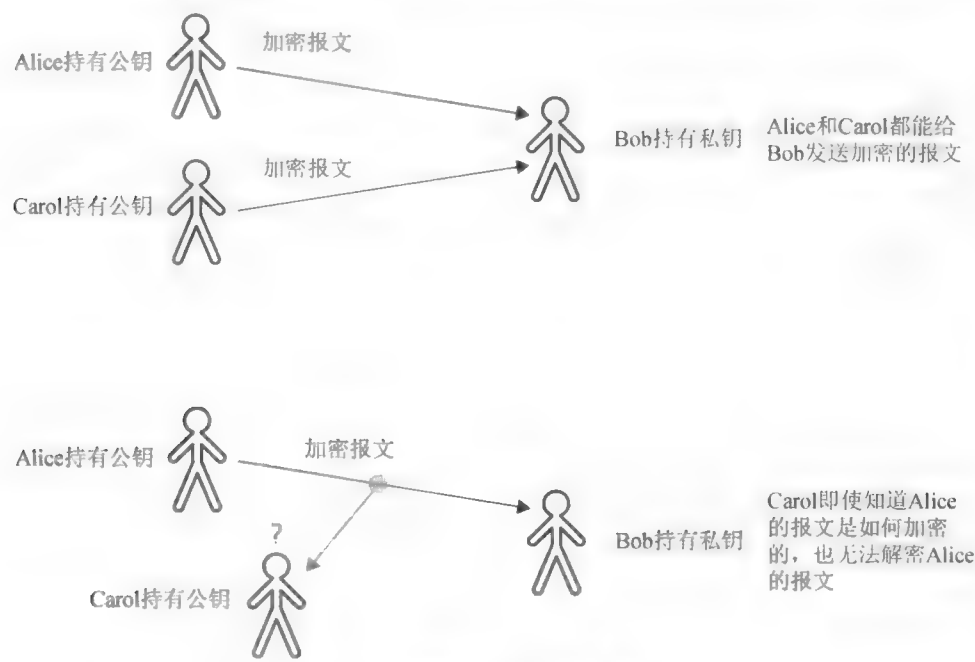 加密报文
Alice持有公钥
Bob持有私钥
Alice和Carol都能给
Bob发送加密的报文
加密报文
Carol持有公钥
加密报文
Alice持有公钥
Carol即使知道Alice
的报文是如何加密
的，也无法解密Alice
的报文
Bob持有私钥
?
Carol持有公钥